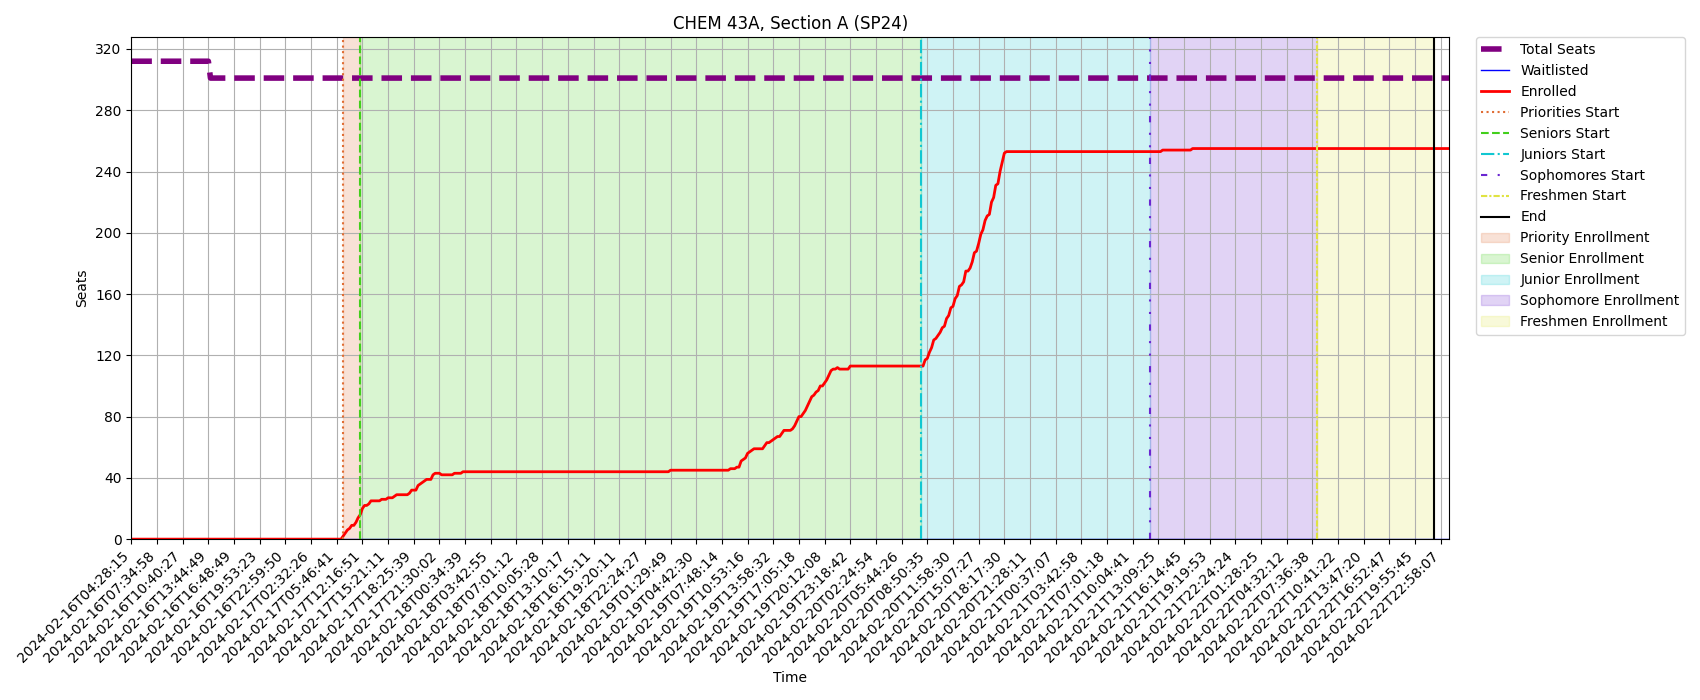 CHEM 43A, Section A (SP24)
Seats
320
280
240
200
160
120
80
40
0
2024-02-16T04:28:15
2024-02-16T07:34:58
2024-02-16T10:40:27
2024-02-16T13:44:49
2024-02-16T16:48:49
2024-02-16T19:53:23
2024-02-16T22:59:50
2024-02-17T02:32:26
2024-02-17T05:46:41
2024-02-17T12:16:51
2024-02-17T15:21:11
2024-02-17T18:25:39
2024-02-17T21:30:02
2024-02-18T00:34:39
2024-02-18T03:42:55
2024-02-18T07:01:12
2024-02-18T10:05:28
2024-02-18T13:10:17
2024-02-18T16:15:11
2024-02-18T19:20:11
2024-02-18T22:24:27
2024-02-19T01:29:49
2024-02-19T04:42:30
2024-02-19T07:48:14
2024-02-19T10:53:16
2024-02-19T13:58:32
2024-02-19T17:05:18
2024-02-19T20:12:08
2024-02-19T23:18:42
2024-02-20T02:24:54
2024-02-20T05:44:26
2024-02-20T08:50:35
2024-02-20T11:58:30
2024-02-20T15:07:27
2024-02-20T18:17:30
2024-02-20T21:28:11
2024-02-21T00:37:07
2024-02-21T03:42:58
2024-02-21T07:01:18
2024-02-21T10:04:41
2024-02-21T13:09:25
2024-02-21T16:14:45
2024-02-21T19:19:53
2024-02-21T22:24:24
2024-02-22T01:28:25
2024-02-22T04:32:12
2024-02-22T07:36:38
2024-02-22T10:41:22
2024-02-22T13:47:20
2024-02-22T16:52:47
2024-02-22T19:55:45
2024-02-22T22:58:07
Time
Total Seats
Waitlisted
Enrolled
Priorities Start
Seniors Start
Juniors Start
Sophomores Start
Freshmen Start
End
Priority Enrollment
Senior Enrollment
Junior Enrollment
Sophomore Enrollment
Freshmen Enrollment